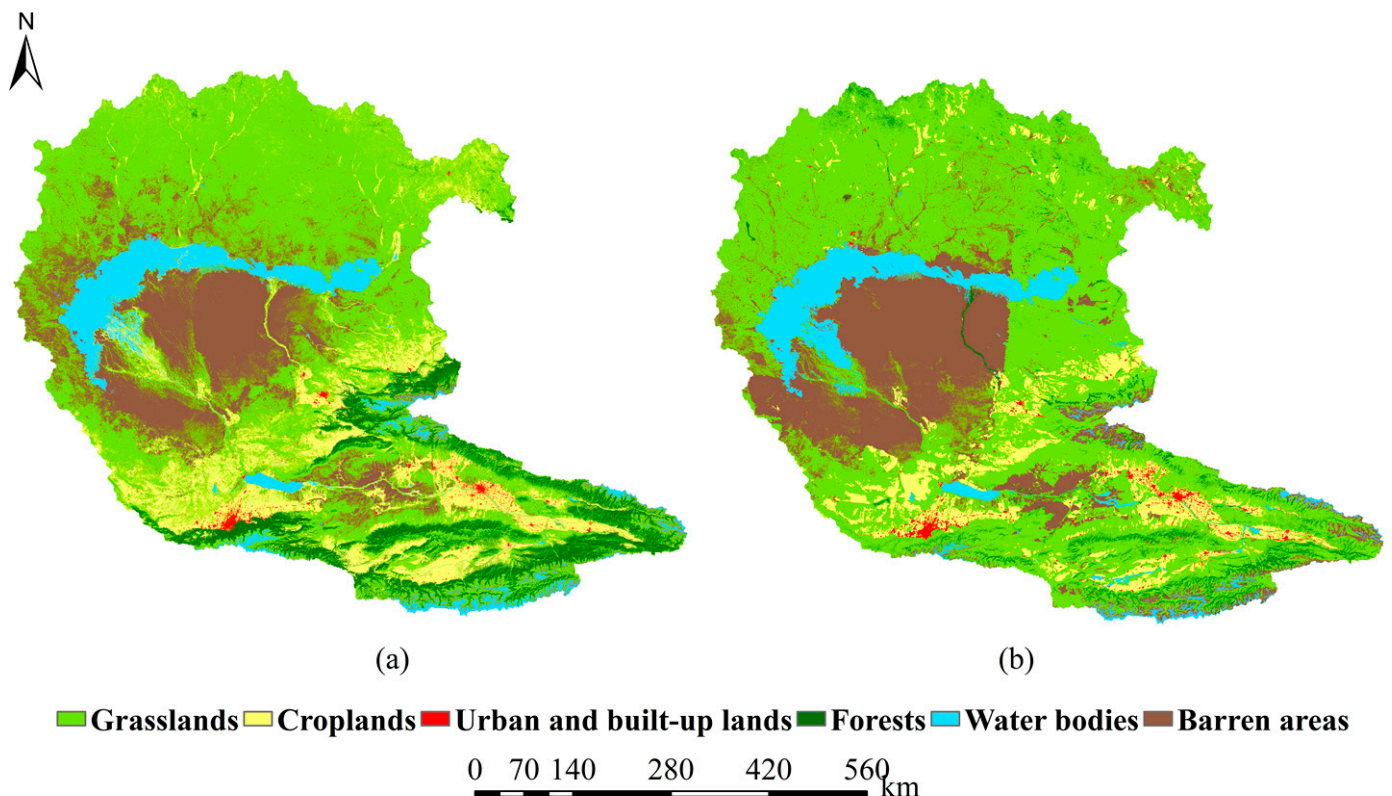 N
(a) (b)
Grasslands Croplands Urban and built-up lands Forests Water bodies Barren areas
0 70 140 280 420 560 km